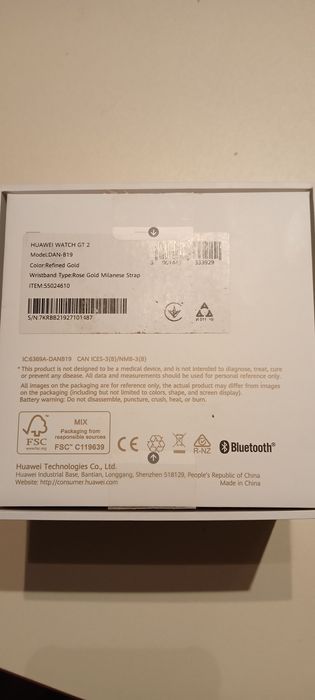 HUAWEI WATCH GT 2
Model:DAN-B19
Color:Refined Gold
Wristband Type:Rose Gold Milanese Strap
ITEM:55024610
333929
S/N:7KRBB21927101487
IC:6369A-DANB19 CAN ICES-3(B)/NMB-3(B)
* This product is not designed to be a medical device, and is not intended to diagnose, treat, cure
or prevent any disease. All data and measurements should be used for personal reference only.
All images on the packaging are for reference only, the actual product may differ from images
on the packaging (including but not limited to colors, shape, and screen display).
Battery warning: Do not disassemble, puncture, crush, heat, or burn.
FSC
www.fsc.org
MIX
Packaging from
responsible sources
FSC™ C119639
CE
R-NZ
Bluetooth®
Huawei Technologies Co., Ltd.
Huawei Industrial Base, Bantian, Longgang, Shenzhen 518129, People's Republic of China
Website: http://consumer.huawei.com
Made in China